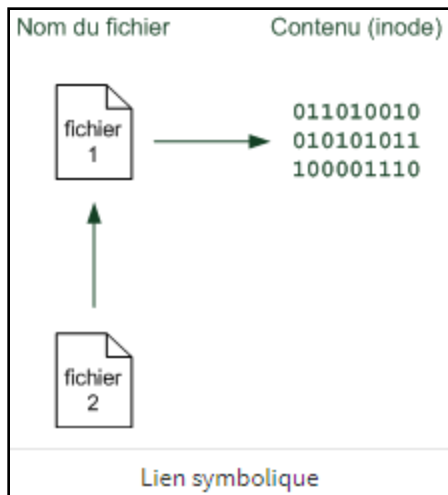 Nom du fichier
Contenu (inode)
fichier
1
011010010
010101011
100001110
fichier
2
Lien symbolique